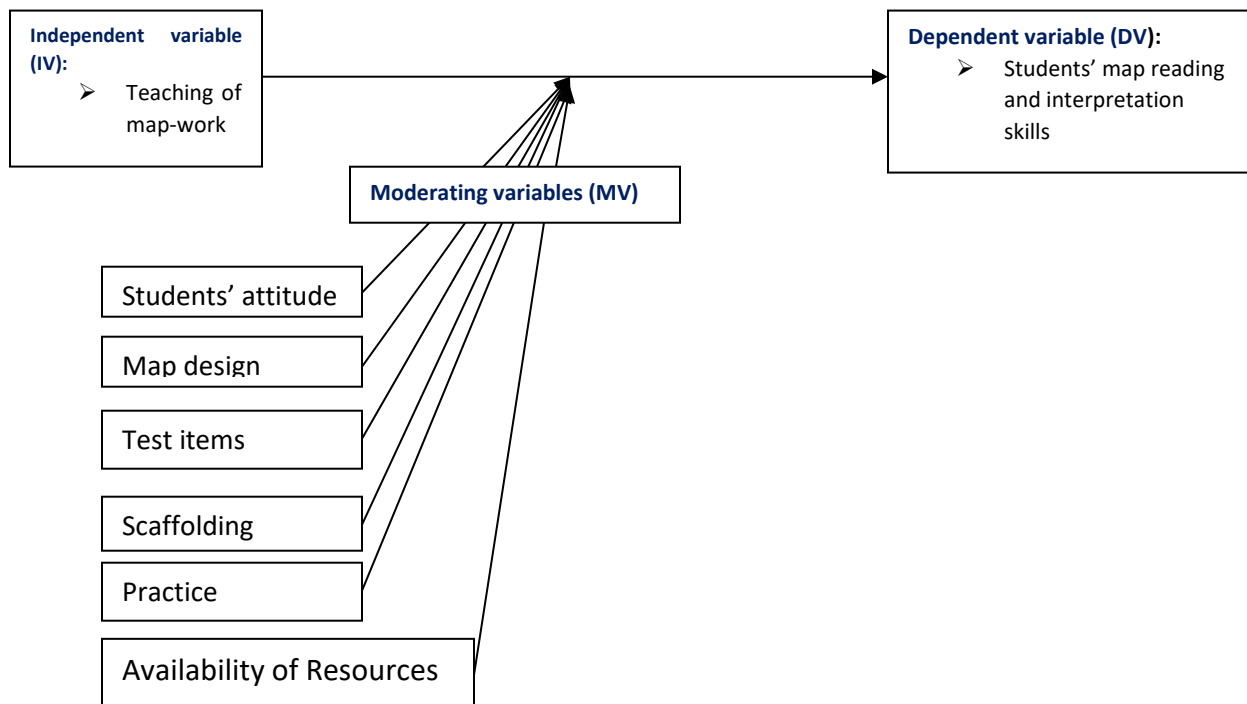 Independent variable
(IV):
➢ Teaching of
map-work
Dependent variable (DV):
➢ Students’ map reading
and interpretation
skills
Moderating variables (MV)
Students’ attitude
Map design
Test items
Scaffolding
Practice
Availability of Resources